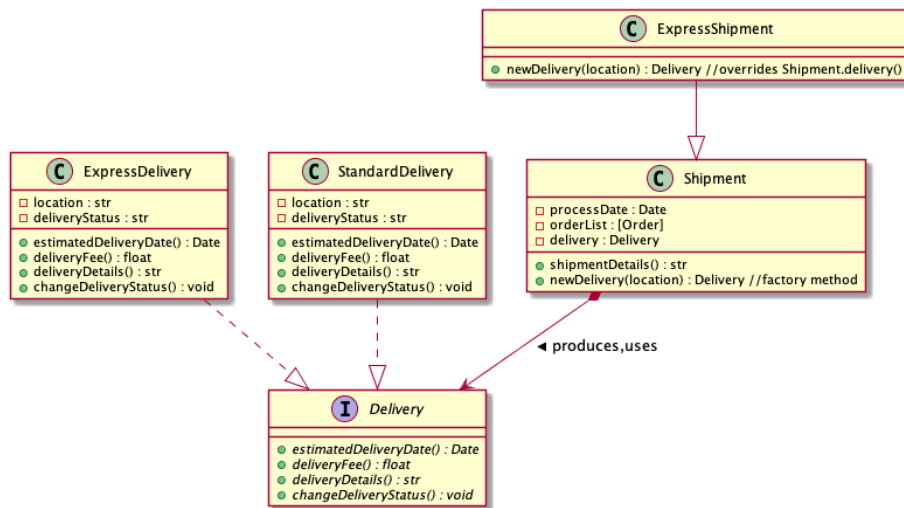 C ExpressShipment
newDelivery(location) : Delivery //overrides Shipment.delivery()
C ExpressDelivery
location : str
deliveryStatus : str
estimatedDeliveryDate() : Date
deliveryFee() : float
deliveryDetails() : str
changeDeliveryStatus() : void
C StandardDelivery
location : str
deliveryStatus : str
estimatedDeliveryDate() : Date
deliveryFee() : float
deliveryDetails() : str
changeDeliveryStatus() : void
C Shipment
processDate : Date
orderList : [Order]
delivery : Delivery
shipmentDetails() : str
newDelivery(location) : Delivery //factory method
produces,uses
I Delivery
estimatedDeliveryDate() : Date
deliveryFee() : float
deliveryDetails() : str
changeDeliveryStatus() : void